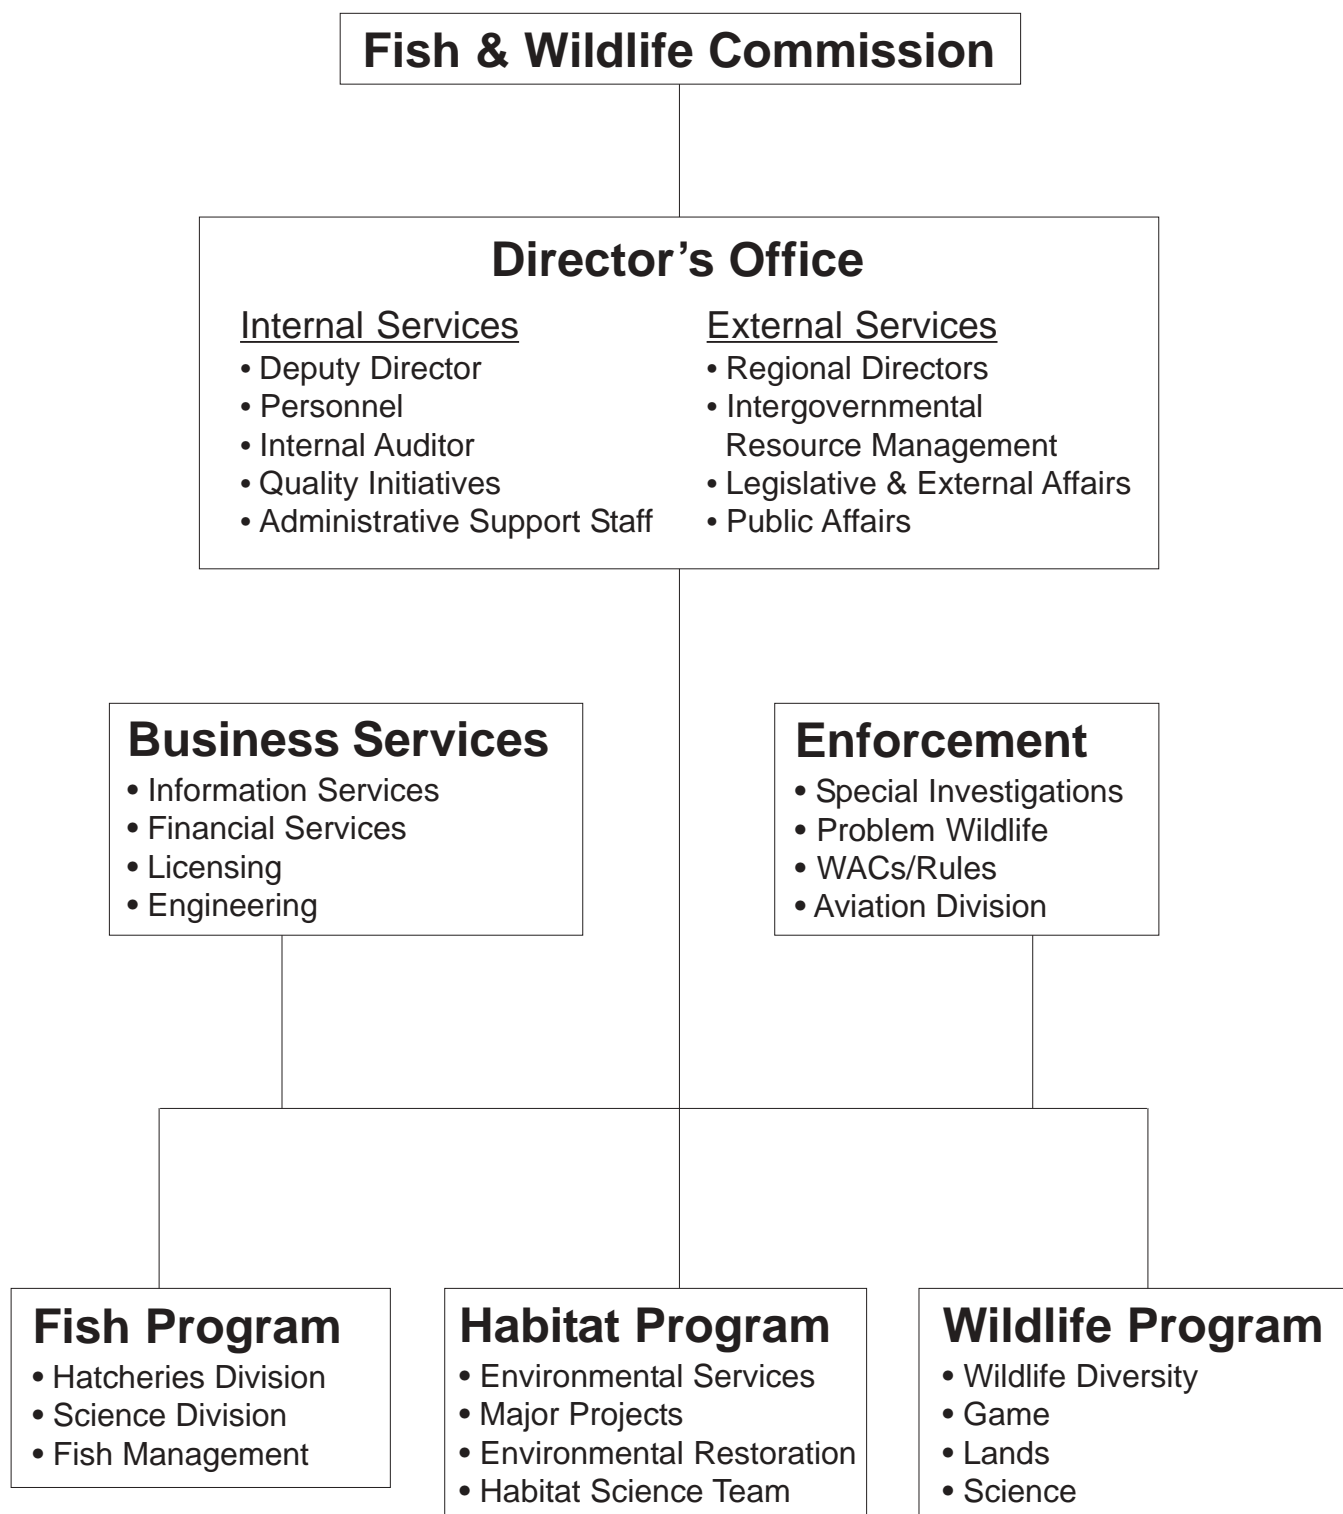 Fish & Wildlife Commission
Director’s Office
Internal Services
• Deputy Director
• Personnel
• Internal Auditor
• Quality Initiatives
• Administrative Support Staff
External Services
• Regional Directors
• Intergovernmental
Resource Management
• Legislative & External Affairs
• Public Affairs
Business Services
• Information Services
• Financial Services
• Licensing
• Engineering
Enforcement
• Special Investigations
• Problem Wildlife
• WACs/Rules
• Aviation Division
Fish Program
• Hatcheries Division
• Science Division
• Fish Management
Habitat Program
• Environmental Services
• Major Projects
• Environmental Restoration
• Habitat Science Team
Wildlife Program
• Wildlife Diversity
• Game
• Lands
• Science